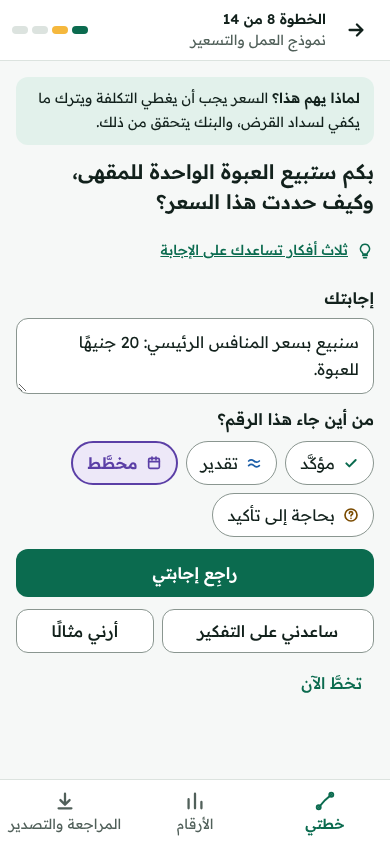 الخطوة 8 من 14
نموذج العمل والتسعير
لماذا يهم هذا؟ السعر يجب أن يغطي التكلفة ويترك ما
يكفي لسداد القرض، والبنك يتحقق من ذلك.
بكم ستبيع العبوة الواحدة للمقهى،
وكيف حددت هذا السعر؟
ثلاث أفكار تساعدك على الإجابة
إجابتك
سنبيع بسعر المنافس الرئيسي: 20 جنيهًا
للعبوة.
من أين جاء هذا الرقم؟
مؤكَّد
تقدير
مخطَّط
بحاجة إلى تأكيد
راجِع إجابتي
ساعدني على التفكير
أرني مثالًا
تخطَّ الآن
خطتي
الأرقام
المراجعة والتصدير